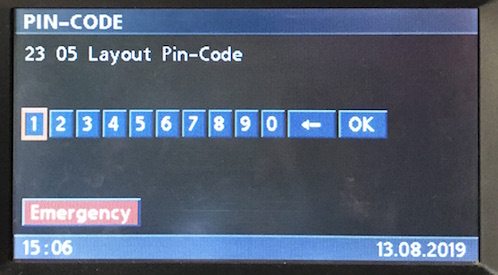 PIN-CODE
23 05 Layout Pin-Code
1 2 3 4 5 6 7 8 9 0 ← OK
Emergency
15:06 13.08.2019